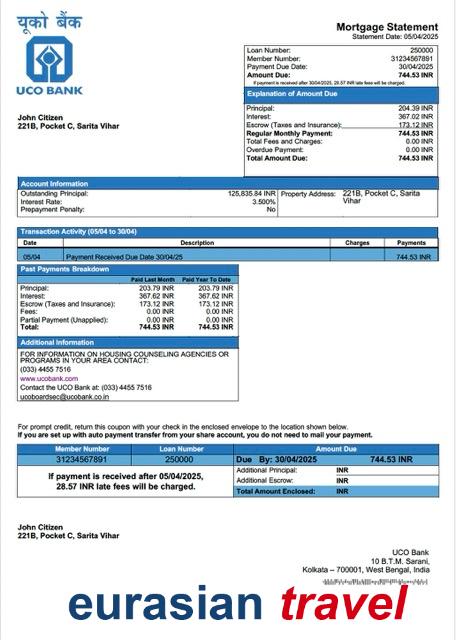 यूको बैंक
UCO BANK
Mortgage Statement
Statement Date: 05/04/2025
Loan Number: 250000
Member Number: 31234567891
Payment Due Date: 30/04/2025
Amount Due: 744.53 INR
If payment is received after 30/04/2025, 28.57 INR late fees will be charged.
John Citizen
221B, Pocket C, Sarita Vihar
Explanation of Amount Due
Principal: 204.39 INR
Interest: 367.02 INR
Escrow (Taxes and Insurance): 173.12 INR
Regular Monthly Payment: 744.53 INR
Total Fees and Charges: 0.00 INR
Overdue Payment: 0.00 INR
Total Amount Due: 744.53 INR
Account Information
Outstanding Principal: 125,835.84 INR Property Address: 221B, Pocket C, Sarita
Interest Rate: 3.500% Vihar
Prepayment Penalty: No
Transaction Activity (05/04 to 30/04)
Date Description Charges Payments
05/04 Payment Received Due Date 30/04/25 744.53 INR
Past Payments Breakdown
Paid Last Month Paid Year To Date
Principal: 203.79 INR 203.79 INR
Interest: 367.62 INR 367.62 INR
Escrow (Taxes and Insurance): 173.12 INR 173.12 INR
Fees: 0.00 INR 0.00 INR
Partial Payment (Unapplied): 0.00 INR 0.00 INR
Total: 744.53 INR 744.53 INR
Additional Information
FOR INFORMATION ON HOUSING COUNSELING AGENCIES OR
PROGRAMS IN YOUR AREA CONTACT:
(033) 4455 7516
www.ucobank.com
Contact the UCO Bank at: (033) 4455 7516
ucoboardsec@ucobank.co.in
For prompt credit, return this coupon with your check in the enclosed envelope to the location shown below.
If you are set up with auto payment transfer from your share account, you do not need to mail your payment.
Member Number Loan Number Amount Due
31234567891 250000 Due By: 30/04/2025 744.53 INR
If payment is received after 05/04/2025,
28.57 INR late fees will be charged.
Additional Principal: INR
Additional Escrow: INR
Total Amount Enclosed: INR
John Citizen
221B, Pocket C, Sarita Vihar
UCO Bank
10 B.T.M. Sarani,
Kolkata – 700001, West Bengal, India
eurasian travel